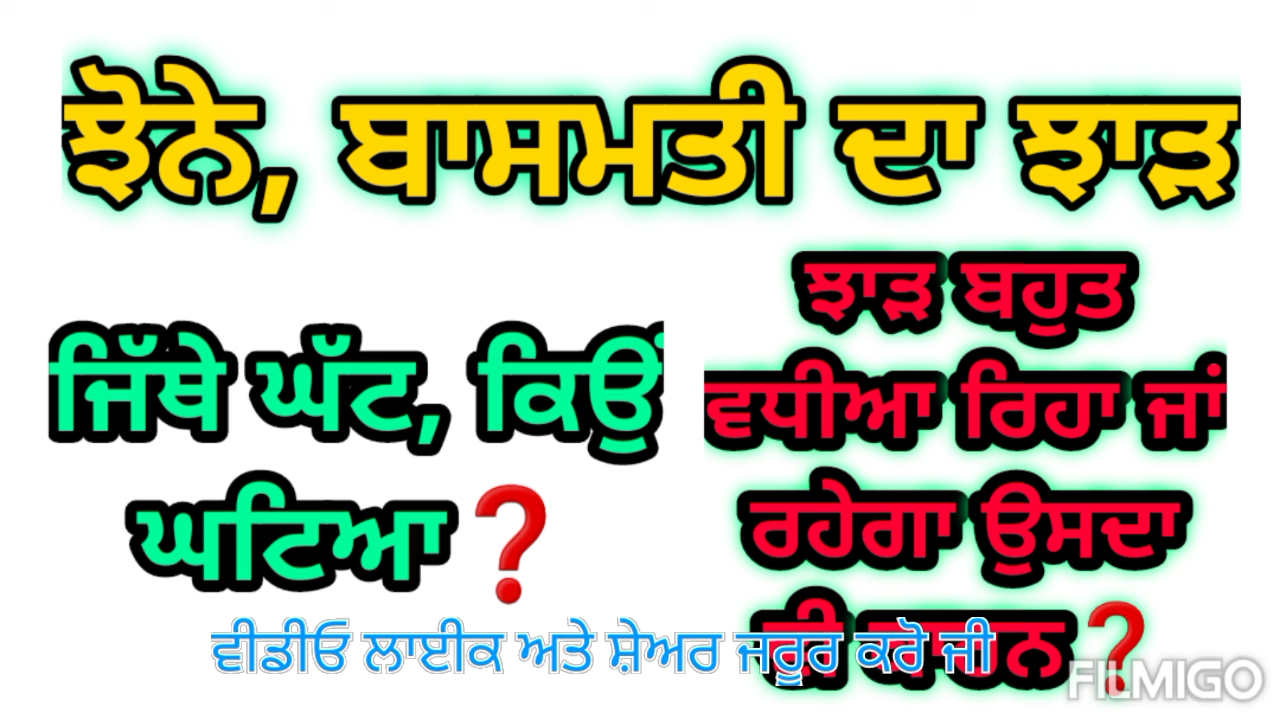 ਝੋਨੇ, ਬਾਸਮਤੀ ਦਾ ਝਾੜ
ਜਿੱਥੇ ਘੱਟ, ਕਿਉਂ
ਘਟਿਆ❓
ਝਾੜ ਬਹੁਤ
ਵਧੀਆ ਰਿਹਾ ਜਾਂ
ਰਹੇਗਾ ਉਸਦਾ
❓
ਵੀਡੀਓ ਲਾਈਕ ਅਤੇ ਸ਼ੇਅਰ ਜਰੂਰ ਕਰੋ ਜੀ
FILMIGO